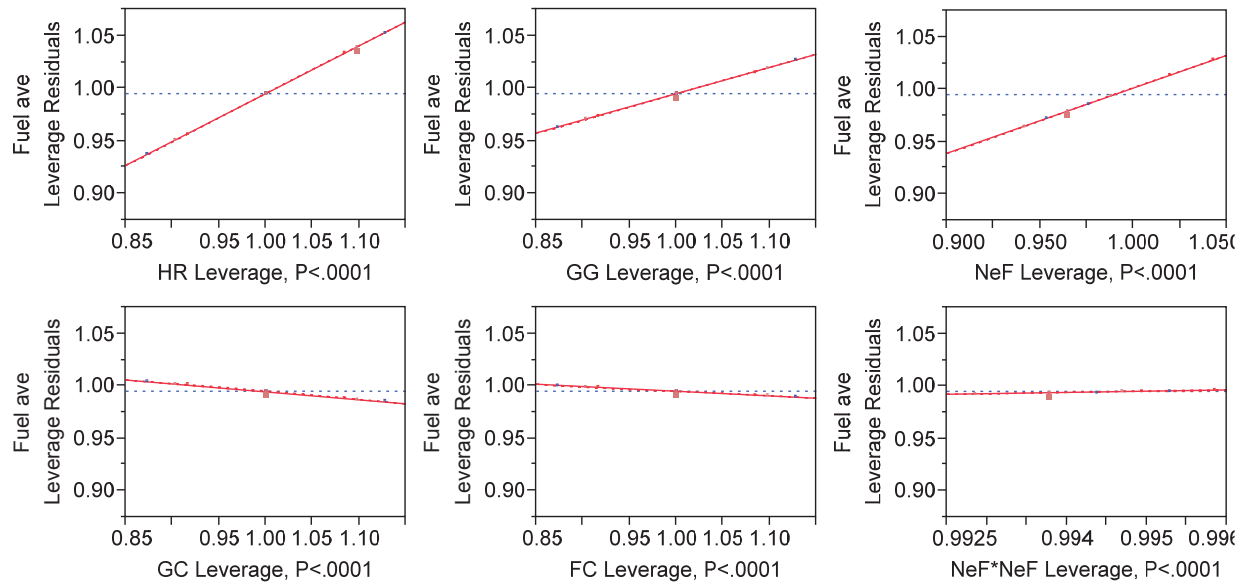 Fuel ave
Leverage Residuals
1.05
1.00
0.95
0.90
0.85 0.95 1.00 1.05 1.10
HR Leverage, P<.0001
Fuel ave
Leverage Residuals
1.05
1.00
0.95
0.90
0.85 0.95 1.00 1.05 1.10
GG Leverage, P<.0001
Fuel ave
Leverage Residuals
1.05
1.00
0.95
0.90
0.900 0.950 1.000 1.050
NeF Leverage, P<.0001
Fuel ave
Leverage Residuals
1.05
1.00
0.95
0.90
0.85 0.95 1.00 1.05 1.10
GC Leverage, P<.0001
Fuel ave
Leverage Residuals
1.05
1.00
0.95
0.90
0.85 0.95 1.00 1.05 1.10
FC Leverage, P<.0001
Fuel ave
Leverage Residuals
1.05
1.00
0.95
0.90
0.9925 0.994 0.995 0.996
NeF*NeF Leverage, P<.0001